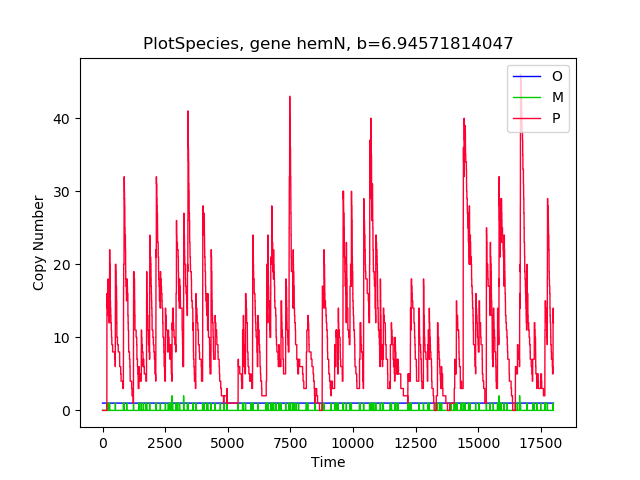 PlotSpecies, gene hemN, b=6.94571814047
O
M
P
40
30
20
10
0
Copy Number
0 2500 5000 7500 10000 12500 15000 17500
Time